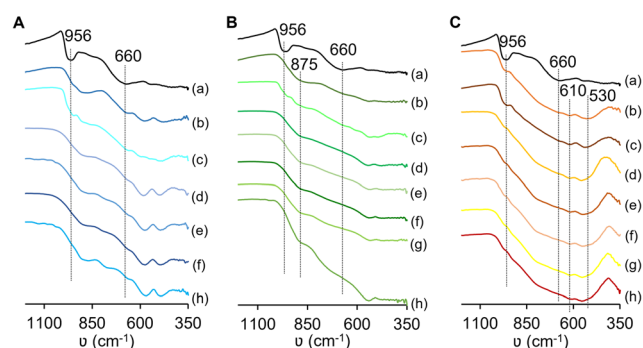 A
956
660
(a)
(b)
(c)
(d)
(e)
(f)
(h)
1100 850 600 350
υ (cm⁻¹)
B
956
875
660
(a)
(b)
(c)
(d)
(e)
(f)
(g)
(h)
1100 850 600 350
υ (cm⁻¹)
C
956
660
610
530
(a)
(b)
(c)
(d)
(e)
(f)
(g)
(h)
1100 850 600 350
υ (cm⁻¹)